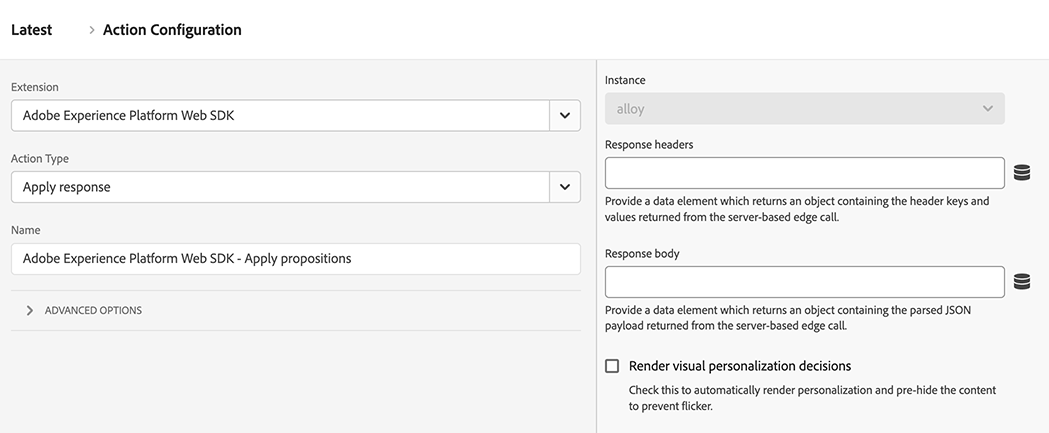 Latest > Action Configuration
Extension
Adobe Experience Platform Web SDK
Action Type
Apply response
Name
Adobe Experience Platform Web SDK - Apply propositions
ADVANCED OPTIONS
Instance
alloy
Response headers
Provide a data element which returns an object containing the header keys and
values returned from the server-based edge call.
Response body
Provide a data element which returns an object containing the parsed JSON
payload returned from the server-based edge call.
Render visual personalization decisions
Check this to automatically render personalization and pre-hide the content
to prevent flicker.